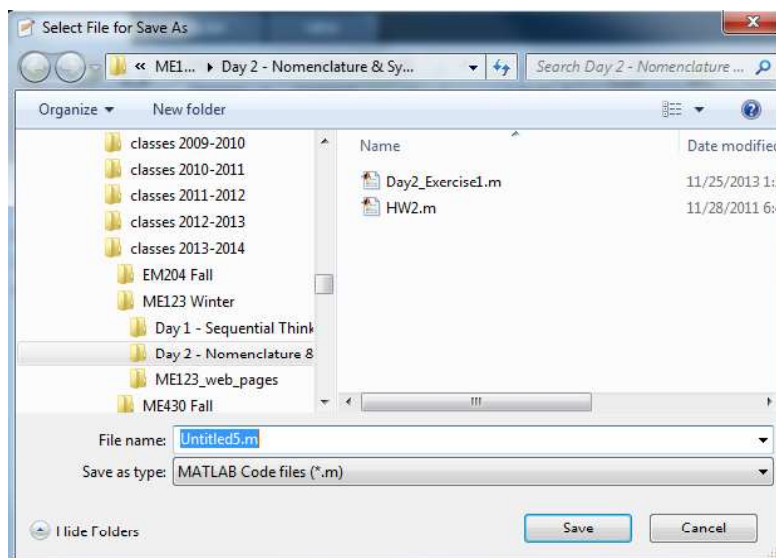 Select File for Save As
« ME1... ▸ Day 2 - Nomenclature & Sy...
Search Day 2 - Nomenclature ...
Organize
New folder
Name
Date modified
classes 2009-2010
classes 2010-2011
classes 2011-2012
classes 2012-2013
classes 2013-2014
EM204 Fall
ME123 Winter
Day 1 - Sequential Think
Day 2 - Nomenclature &
ME123_web_pages
ME430 Fall
Day2_Exercise1.m
11/25/2013 1:
HW2.m
11/28/2011 6:
File name: Untitled5.m
Save as type: MATLAB Code files (*.m)
Hide Folders
Save
Cancel